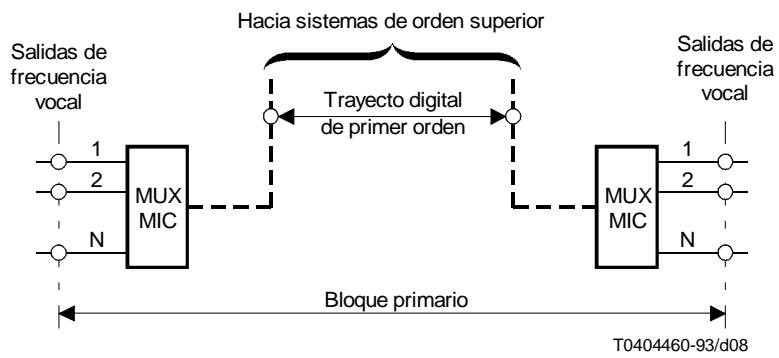 Hacia sistemas de orden superior
Salidas de
frecuencia
vocal
Salidas de
frecuencia
vocal
Trayecto digital
de primer orden
1
2
N
MUX
MIC
MUX
MIC
1
2
N
Bloque primario
T0404460-93/d08